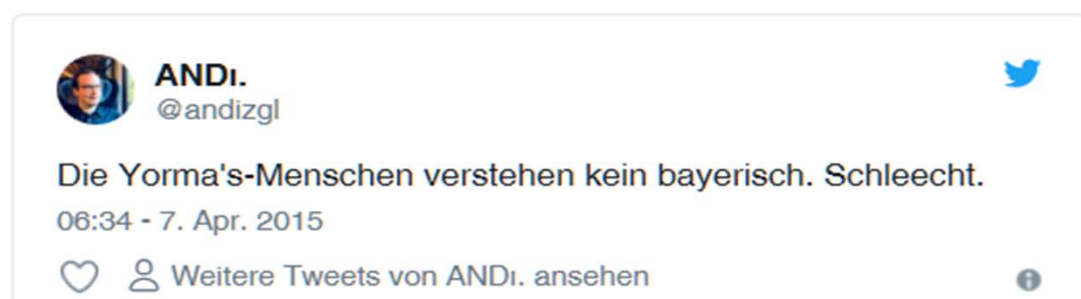 ANDı.
@andizgl
Die Yorma's-Menschen verstehen kein bayerisch. Schleecht.
06:34 - 7. Apr. 2015
Weitere Tweets von ANDı. ansehen